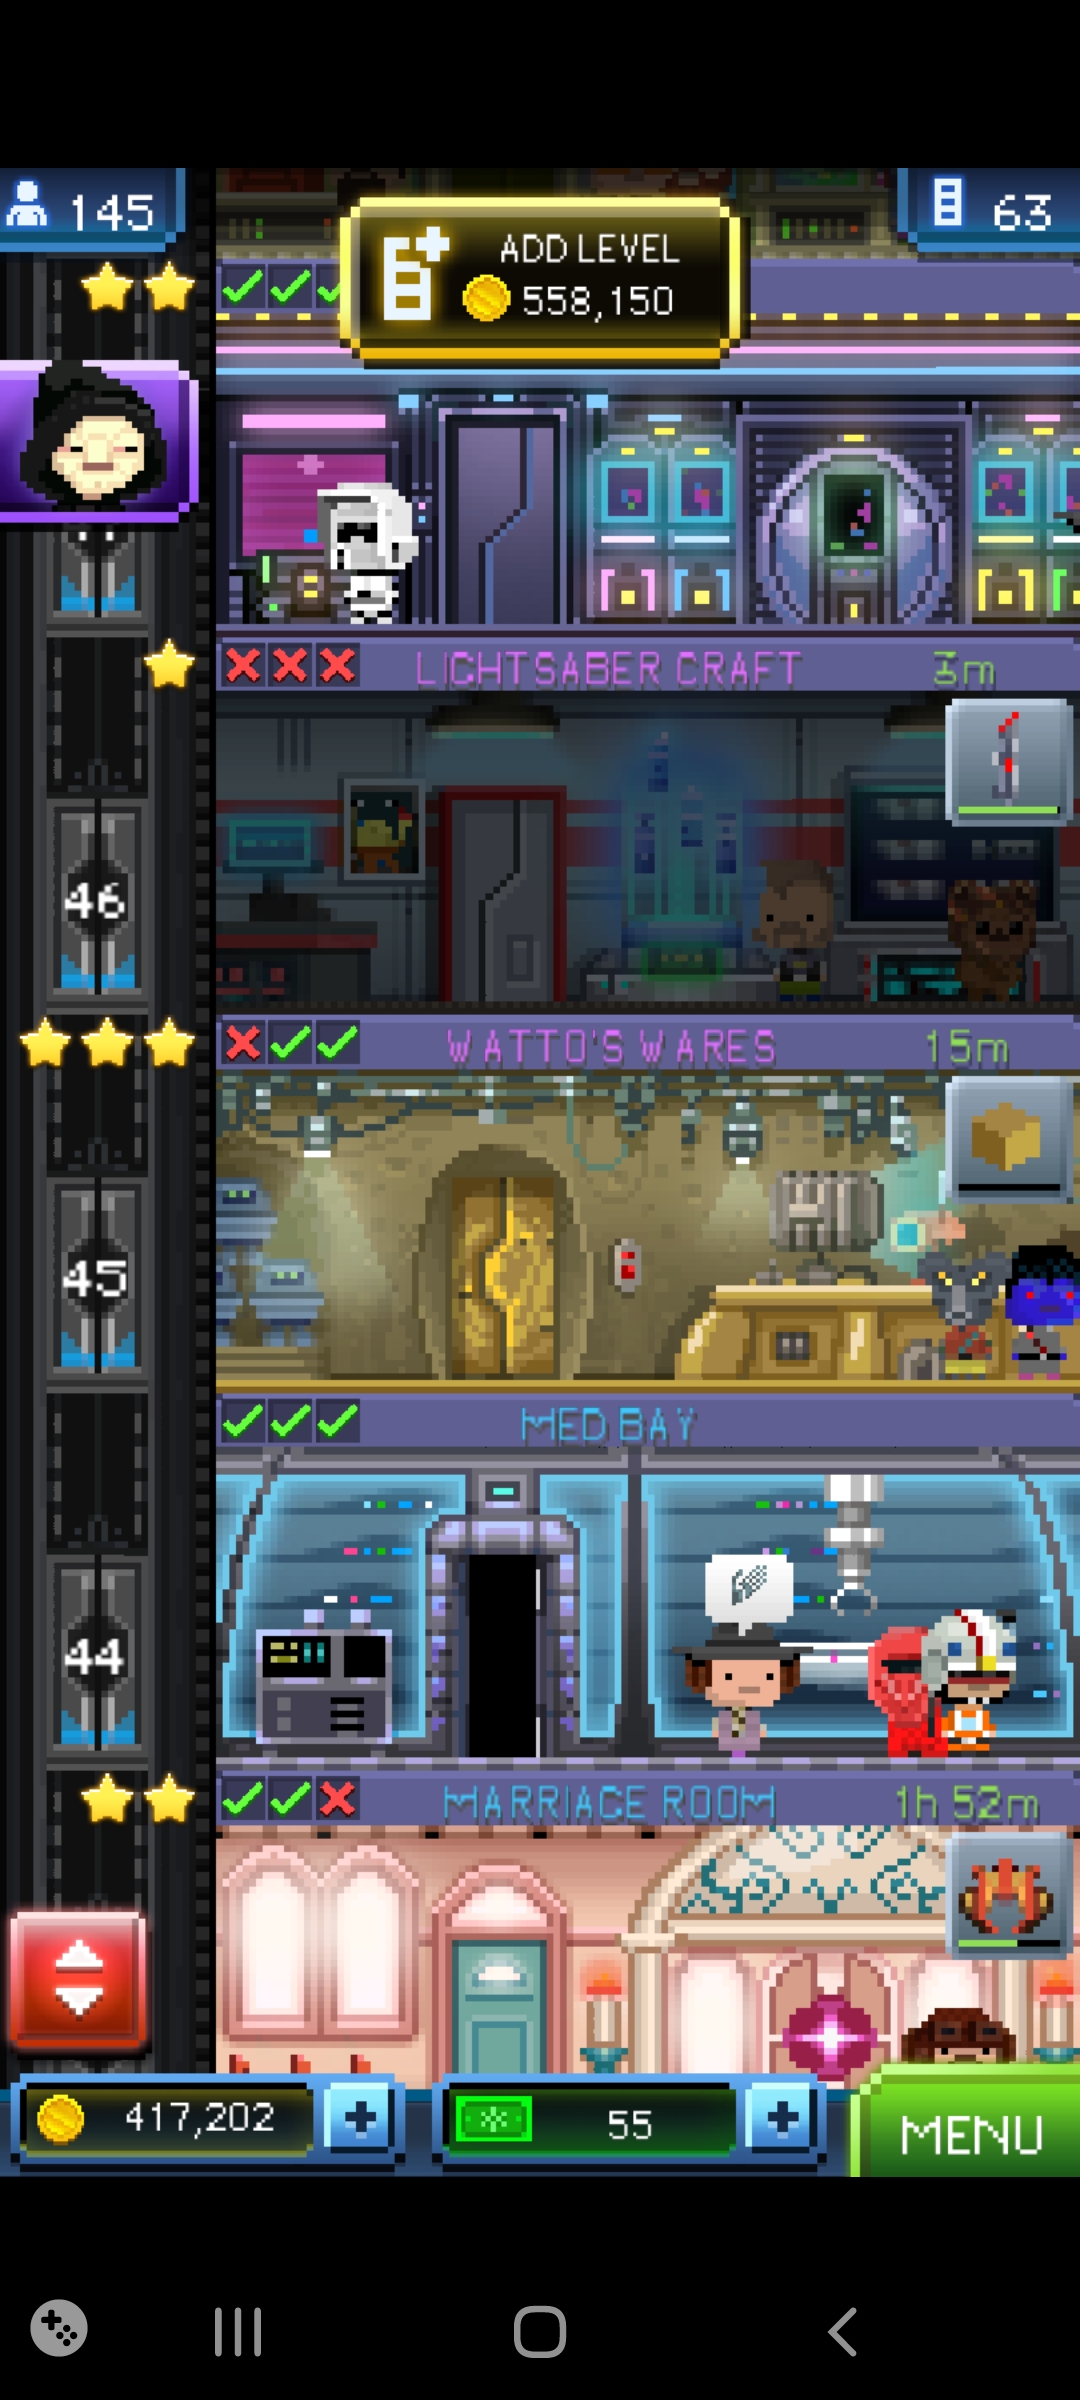 145
63
ADD LEVEL
558,150
LIGHTSABER CRAFT
3m
46
WATTO'S WARES
15m
45
MED BAY
44
MARRIAGE ROOM
1h 52m
417,202
55
MENU